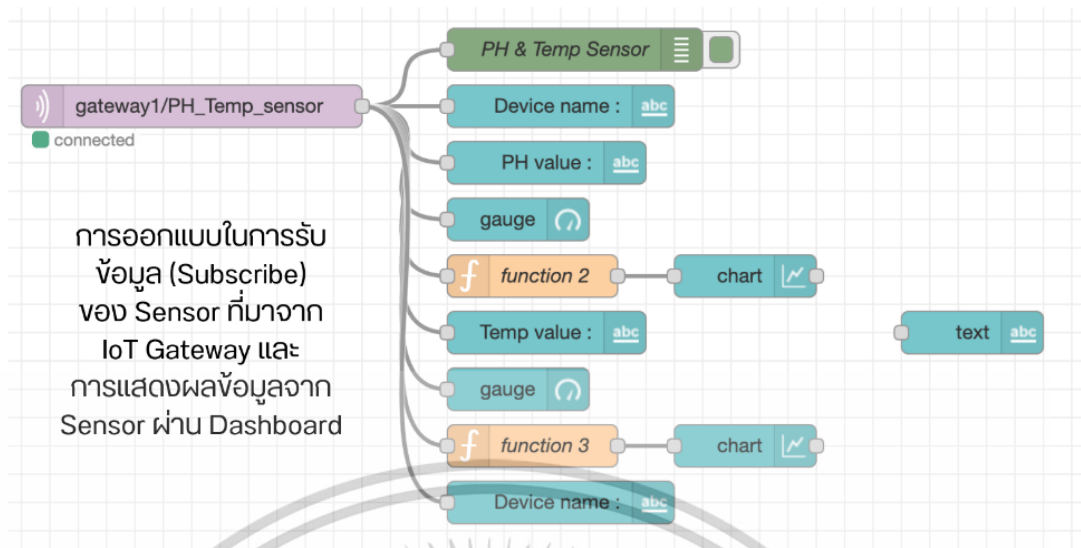 PH & Temp Sensor
gateway1/PH_Temp_sensor
Device name : abc
connected
PH value : abc
gauge
การออกแบบในการรับ
ข้อมูล (Subscribe)
ของ Sensor ที่มาจาก
IoT Gateway และ
การแสดงผลข้อมูลจาก
Sensor ผ่าน Dashboard
function 2
chart
Temp value : abc
text abc
gauge
function 3
chart
Device name : abc